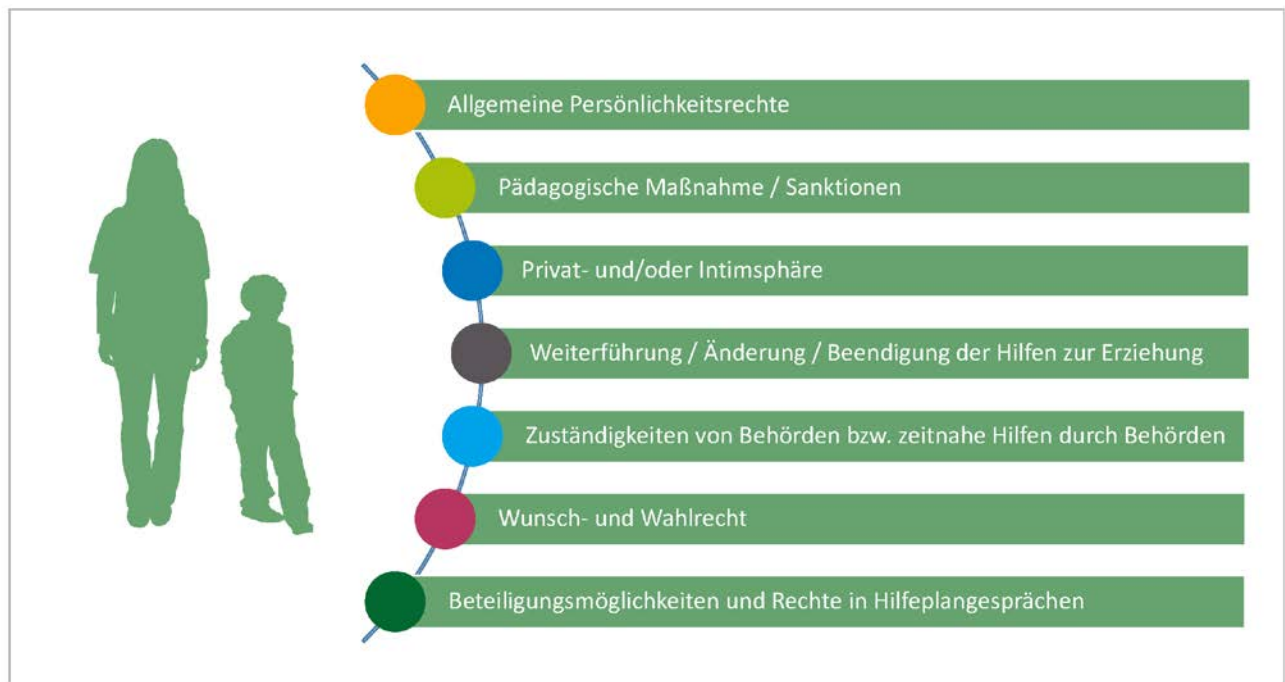 Allgemeine Persönlichkeitsrechte
Pädagogische Maßnahme / Sanktionen
Privat- und/oder Intimsphäre
Weiterführung / Änderung / Beendigung der Hilfen zur Erziehung
Zuständigkeiten von Behörden bzw. zeitnahe Hilfen durch Behörden
Wunsch- und Wahlrecht
Beteiligungsmöglichkeiten und Rechte in Hilfeplangesprächen